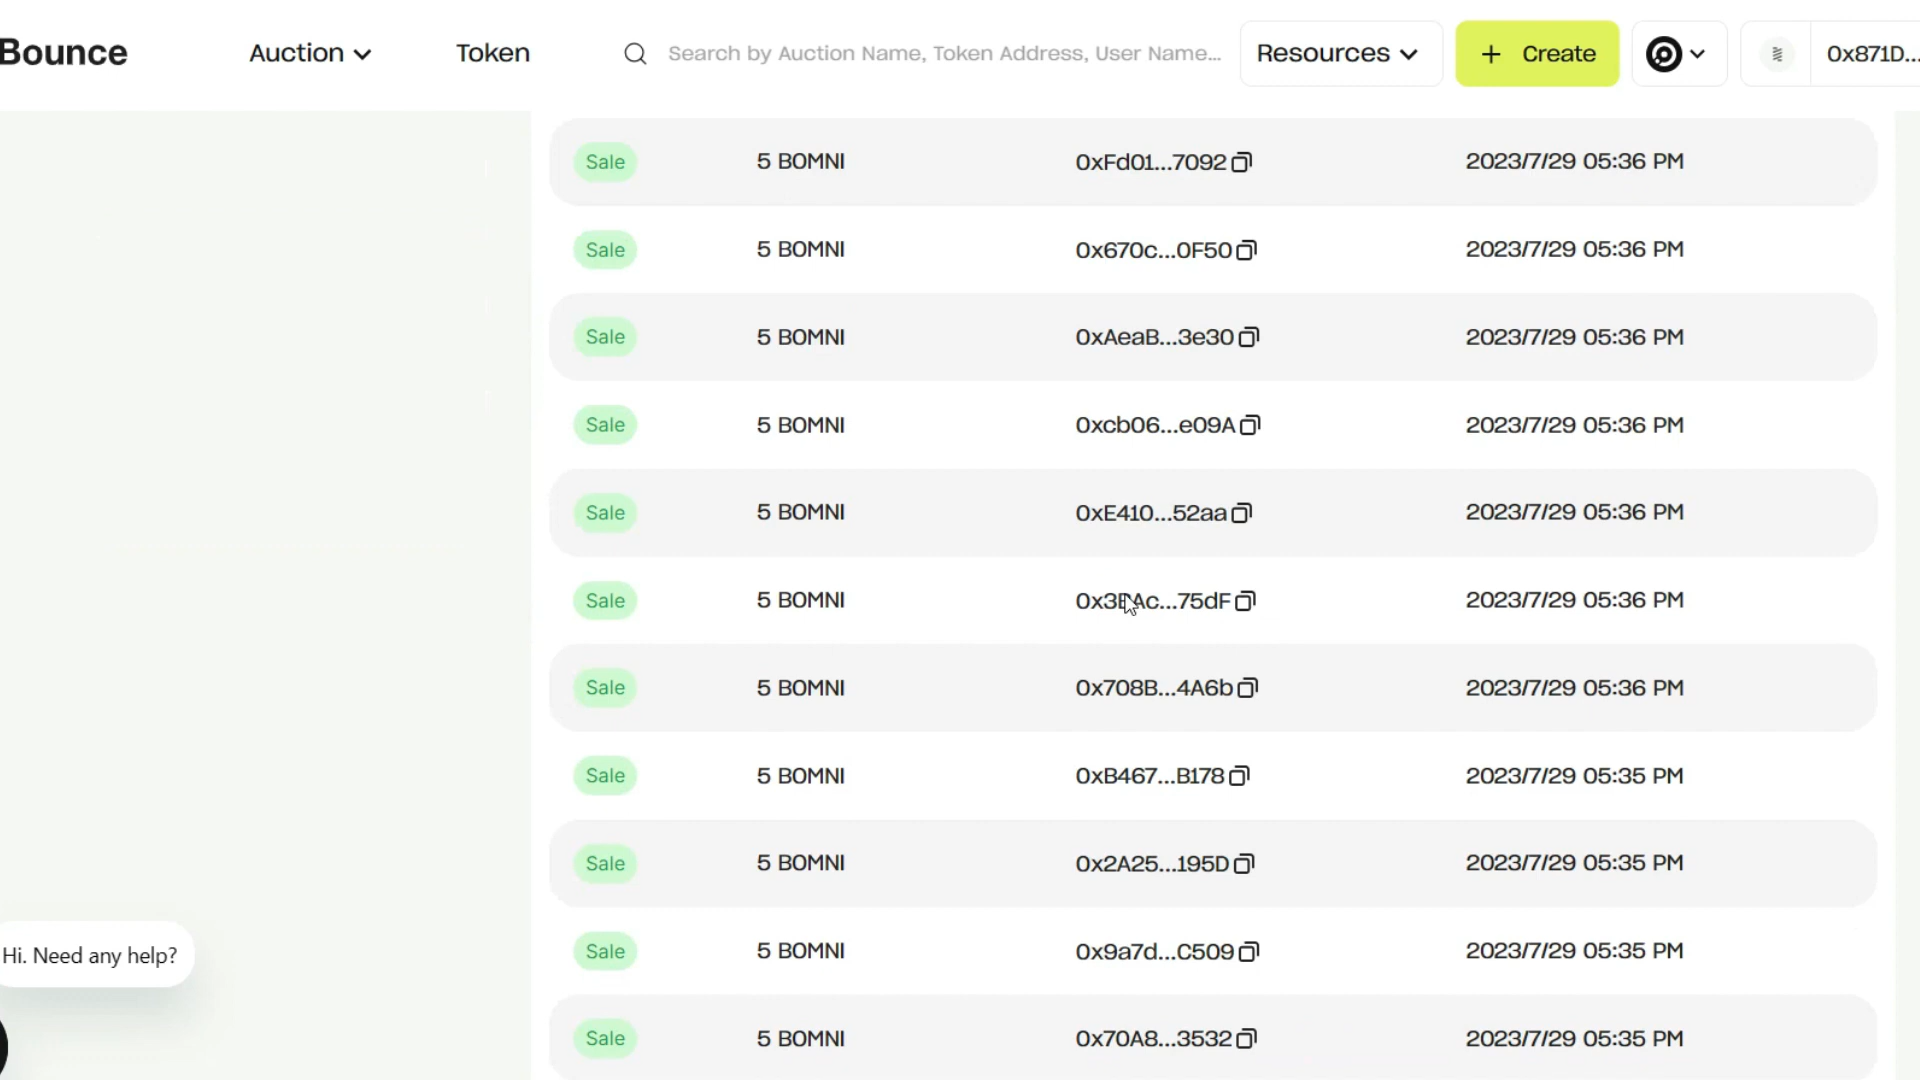 Bounce Auction Token Search by Auction Name, Token Address, User Name... Resources + Create 0x871D...
Sale 5 BOMNI 0xFd01...7092 2023/7/29 05:36 PM
Sale 5 BOMNI 0x670c...0F50 2023/7/29 05:36 PM
Sale 5 BOMNI 0xAeaB...3e30 2023/7/29 05:36 PM
Sale 5 BOMNI 0xcb06...e09A 2023/7/29 05:36 PM
Sale 5 BOMNI 0xE410...52aa 2023/7/29 05:36 PM
Sale 5 BOMNI 2023/7/29 05:36 PM
Sale 5 BOMNI 0x708B...4A6b 2023/7/29 05:36 PM
Sale 5 BOMNI 0xB467...B178 2023/7/29 05:35 PM
Sale 5 BOMNI 0x2A25...195D 2023/7/29 05:35 PM
Sale 5 BOMNI 0x9a7d...C509 2023/7/29 05:35 PM
Sale 5 BOMNI 0x70A8...3532 2023/7/29 05:35 PM
Hi. Need any help?